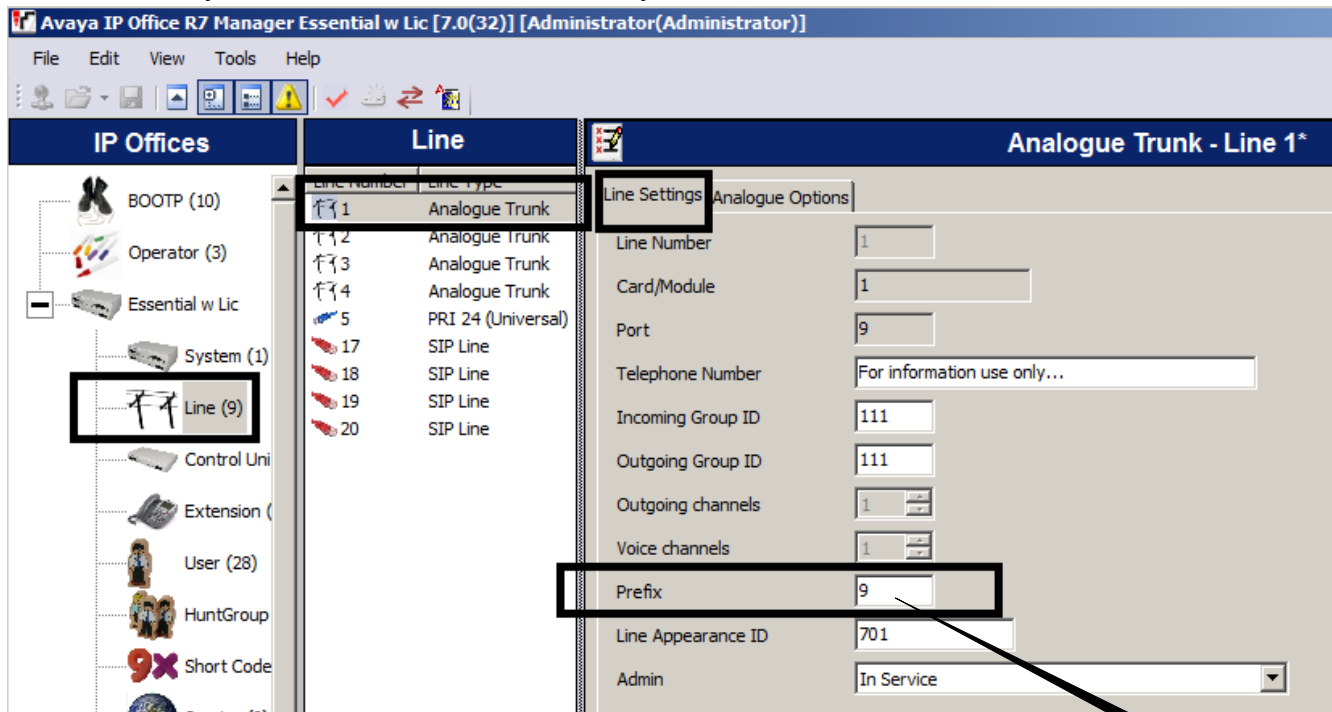 Avaya IP Office R7 Manager Essential w Lic [7.0(32)] [Administrator(Administrator)]
File Edit View Tools Help
IP Offices
BOOTP (10)
Operator (3)
Essential w Lic
System (1)
Line (9)
Control Uni
Extension (
User (28)
HuntGroup
9x Short Code
Line
Line Number Line Type
1 Analogue Trunk
2 Analogue Trunk
3 Analogue Trunk
4 Analogue Trunk
5 PRI 24 (Universal)
17 SIP Line
18 SIP Line
19 SIP Line
20 SIP Line
Analogue Trunk - Line 1*
Line Settings Analogue Options
Line Number 1
Card/Module 1
Port 9
Telephone Number For information use only...
Incoming Group ID 111
Outgoing Group ID 111
Outgoing channels 1
Voice channels 1
Prefix 9
Line Appearance ID 701
Admin In Service